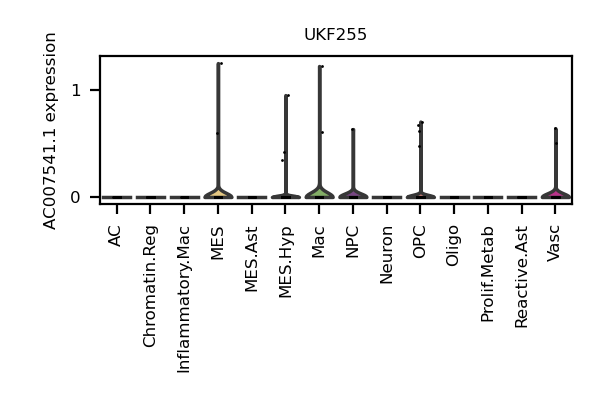 UKF255
AC007541.1 expression
1
0
AC
Chromatin.Reg
Inflammatory.Mac
MES
MES.Ast
MES.Hyp
Mac
NPC
Neuron
OPC
Oligo
Prolif.Metab
Reactive.Ast
Vasc